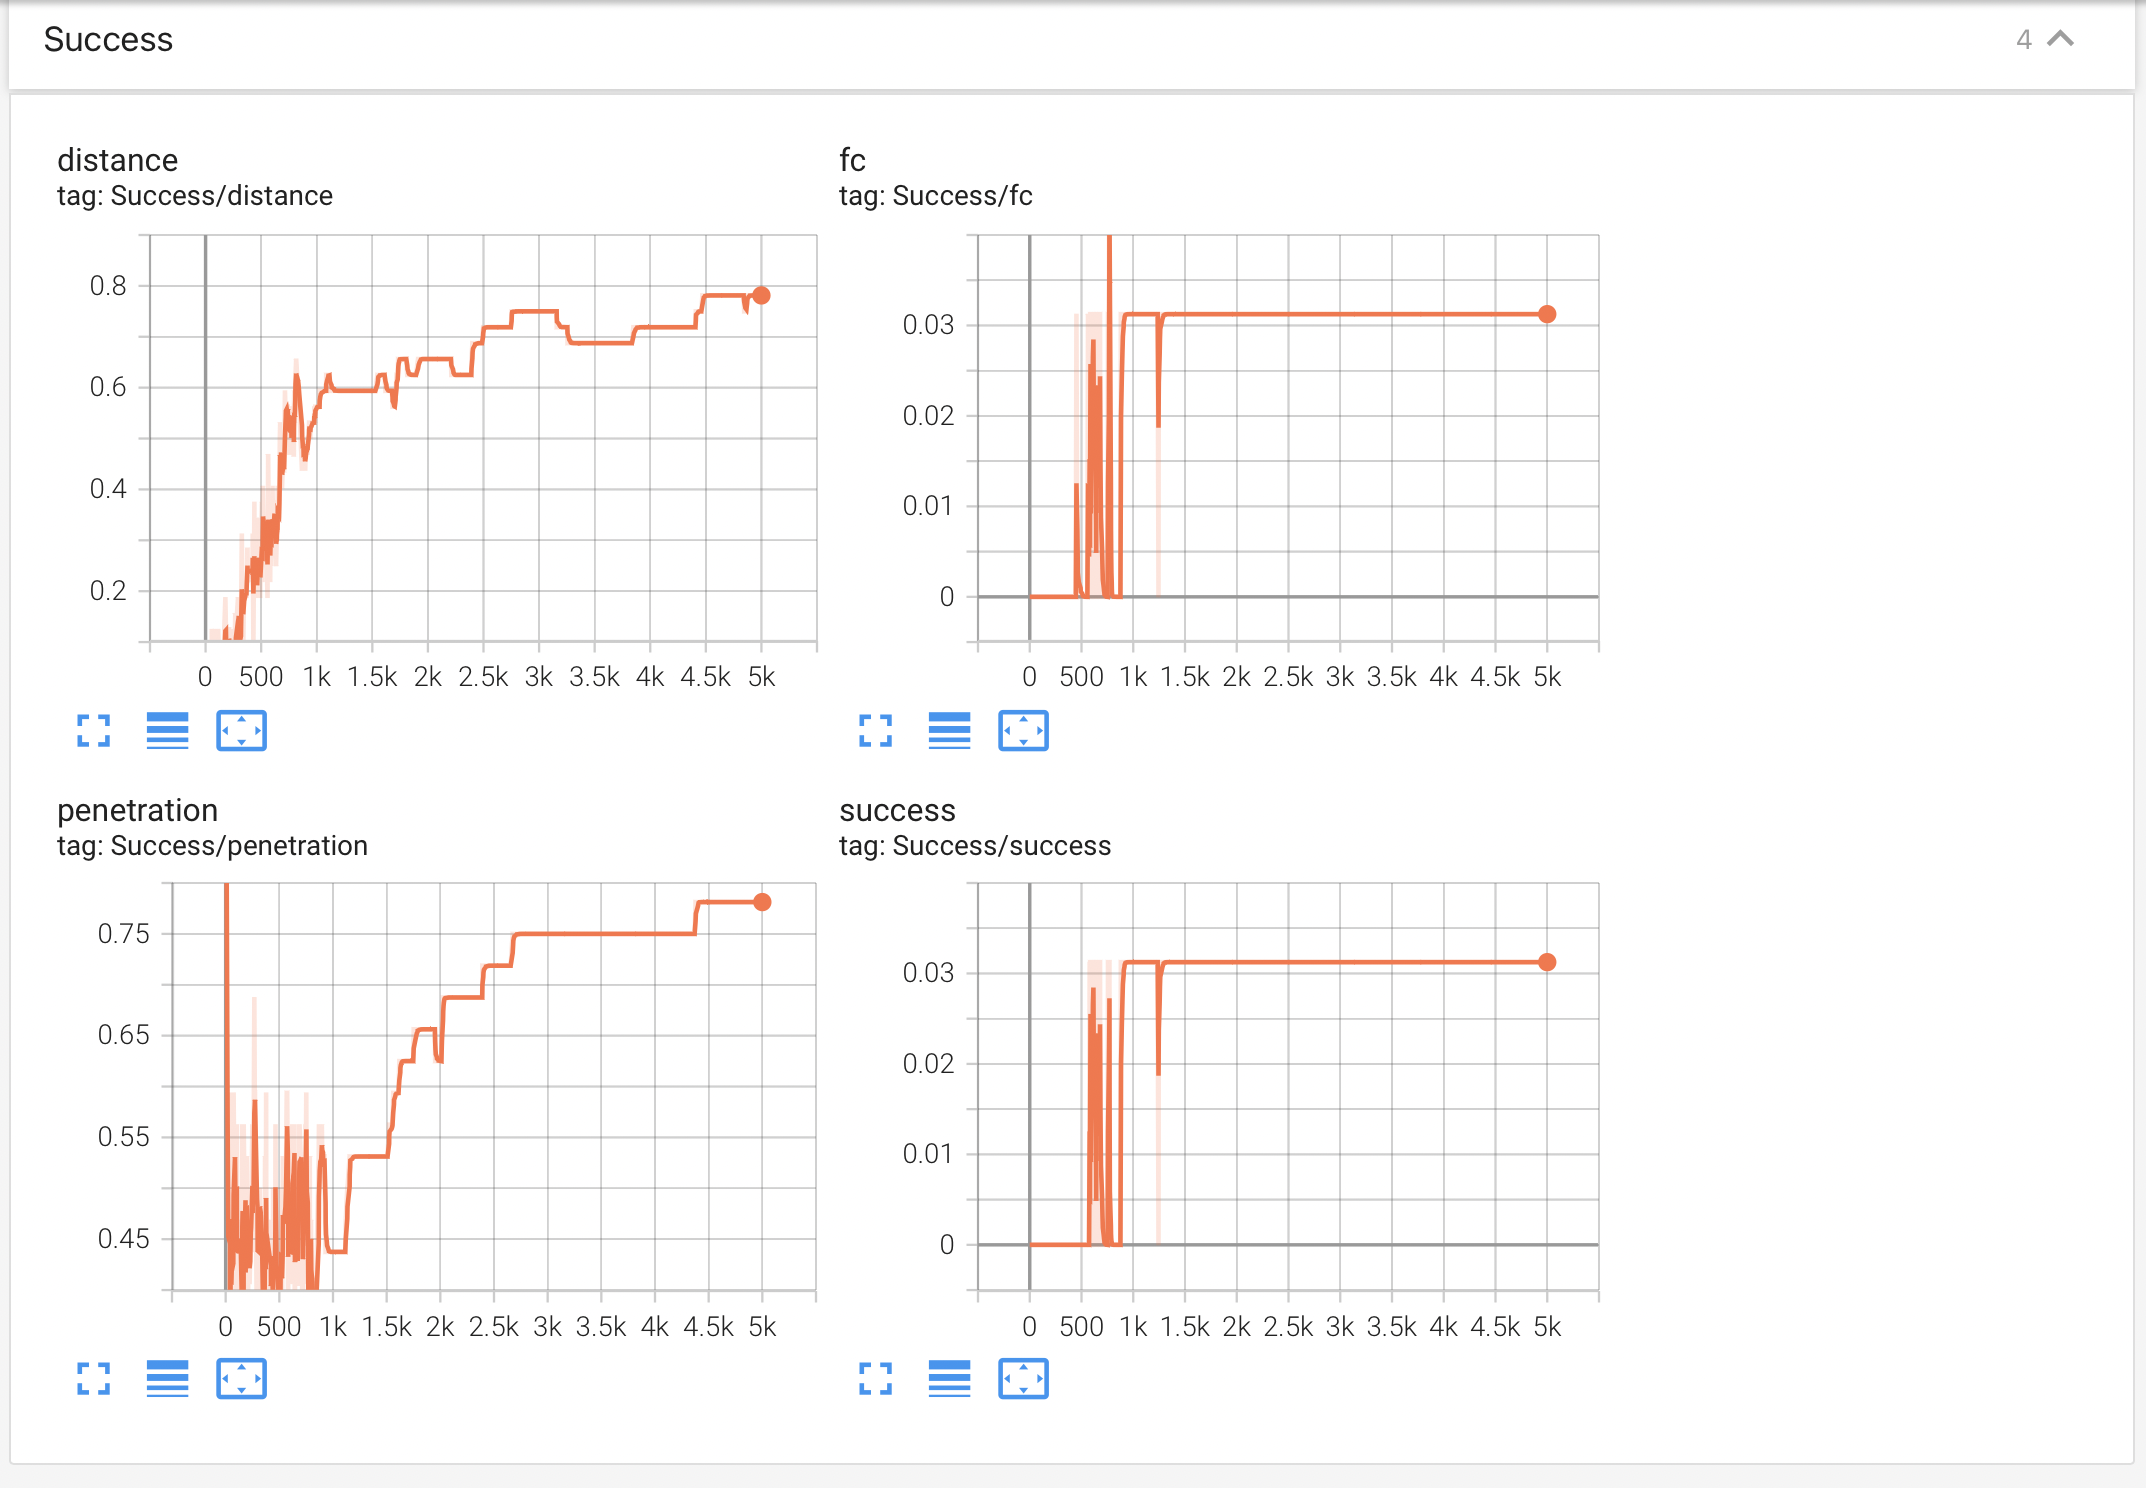 Success
4
distance
tag: Success/distance
0.8
0.6
0.4
0.2
0 500 1k 1.5k 2k 2.5k 3k 3.5k 4k 4.5k 5k
fc
tag: Success/fc
0.03
0.02
0.01
0
0 500 1k 1.5k 2k 2.5k 3k 3.5k 4k 4.5k 5k
penetration
tag: Success/penetration
0.75
0.65
0.55
0.45
0 500 1k 1.5k 2k 2.5k 3k 3.5k 4k 4.5k 5k
success
tag: Success/success
0.03
0.02
0.01
0
0 500 1k 1.5k 2k 2.5k 3k 3.5k 4k 4.5k 5k